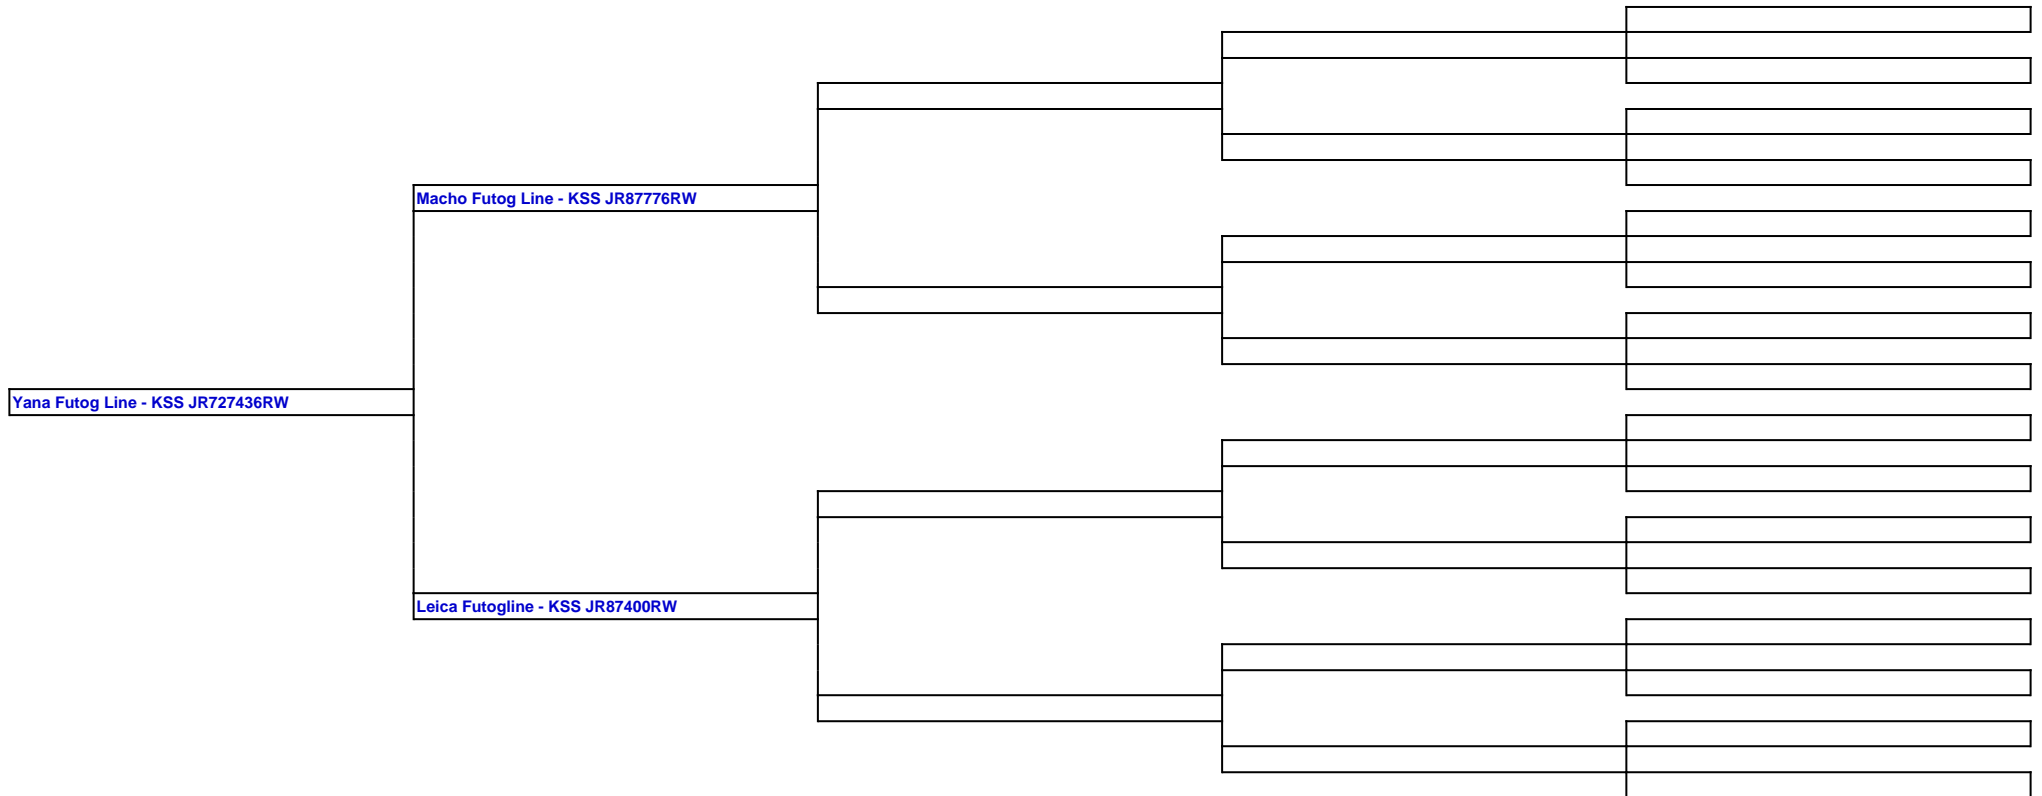 Macho Futog Line - KSS JR87776RW
Yana Futog Line - KSS JR727436RW
Leica Futogline - KSS JR87400RW